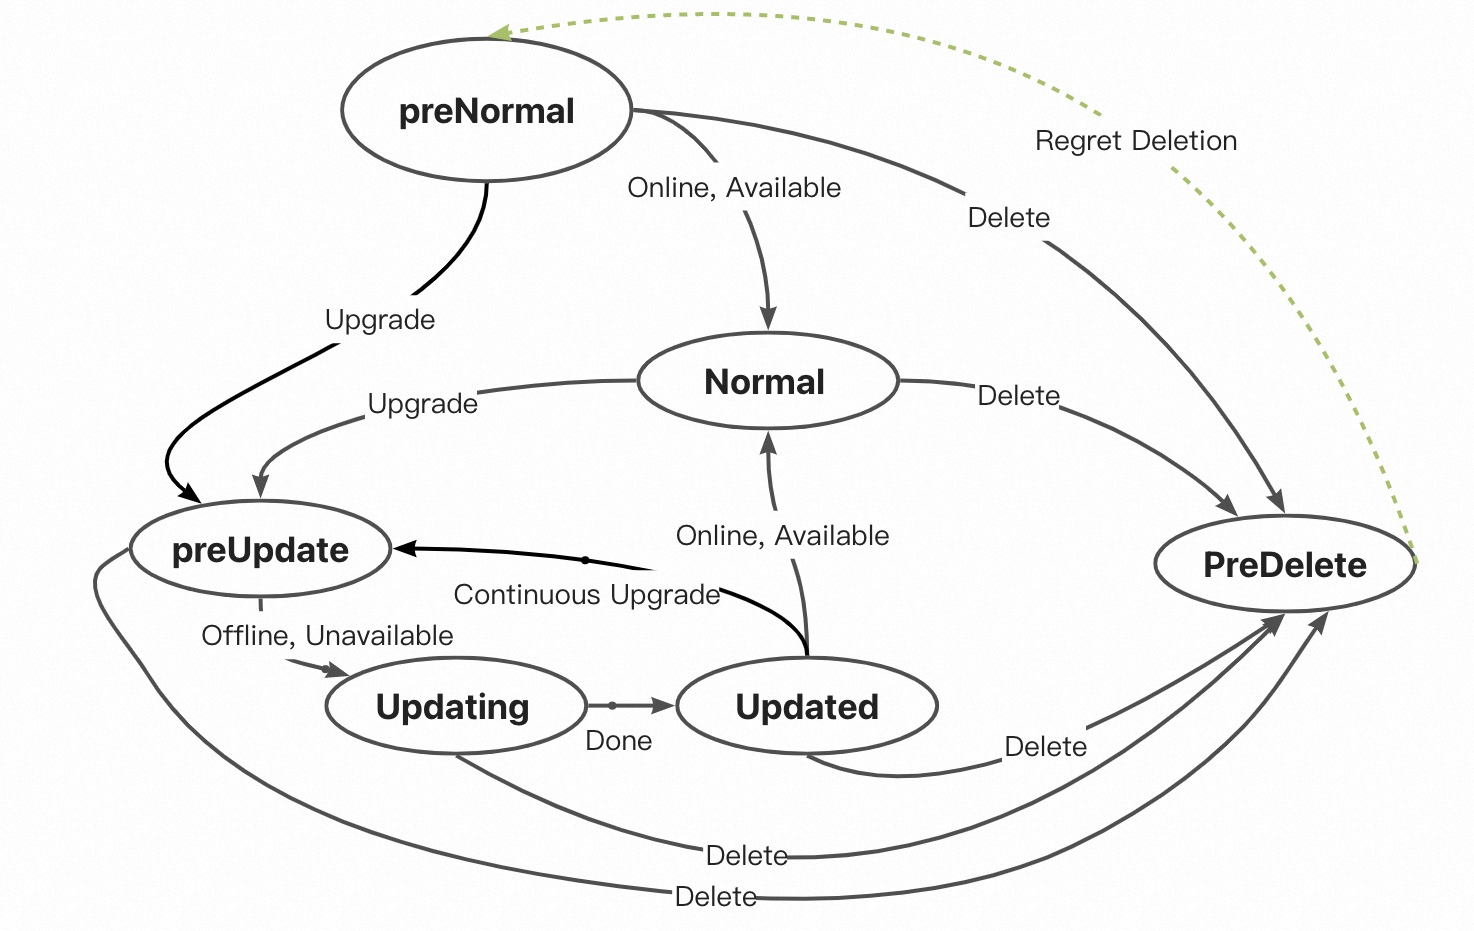 preNormal
Regret Deletion
Online, Available
Delete
Upgrade
Normal
Upgrade
Delete
Online, Available
preUpdate
PreDelete
Continuous Upgrade
Offline, Unavailable
Updating
Updated
Done
Delete
Delete
Delete